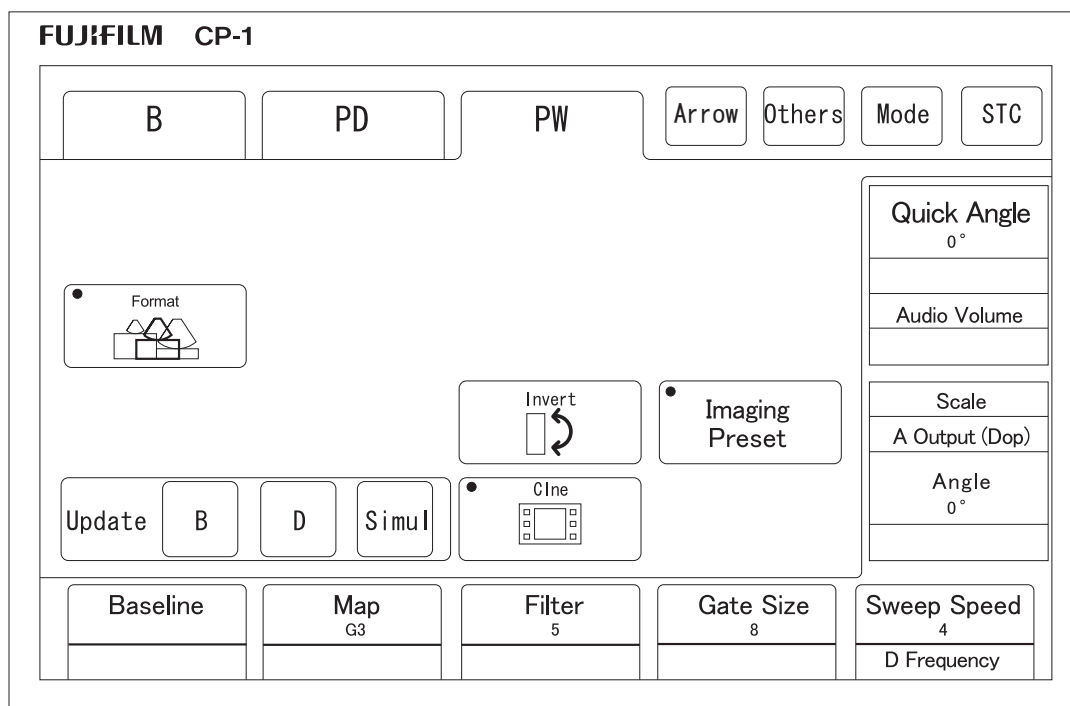 FUJIFILM CP-1
B PD PW Arrow Others Mode STC
Quick Angle
0°
Format
Audio Volume
Invert
Imaging
Preset
Scale
A Output (Dop)
Angle
0°
CIne
Update B D Simul
Baseline Map Filter Gate Size Sweep Speed
G3 5 8 4
D Frequency